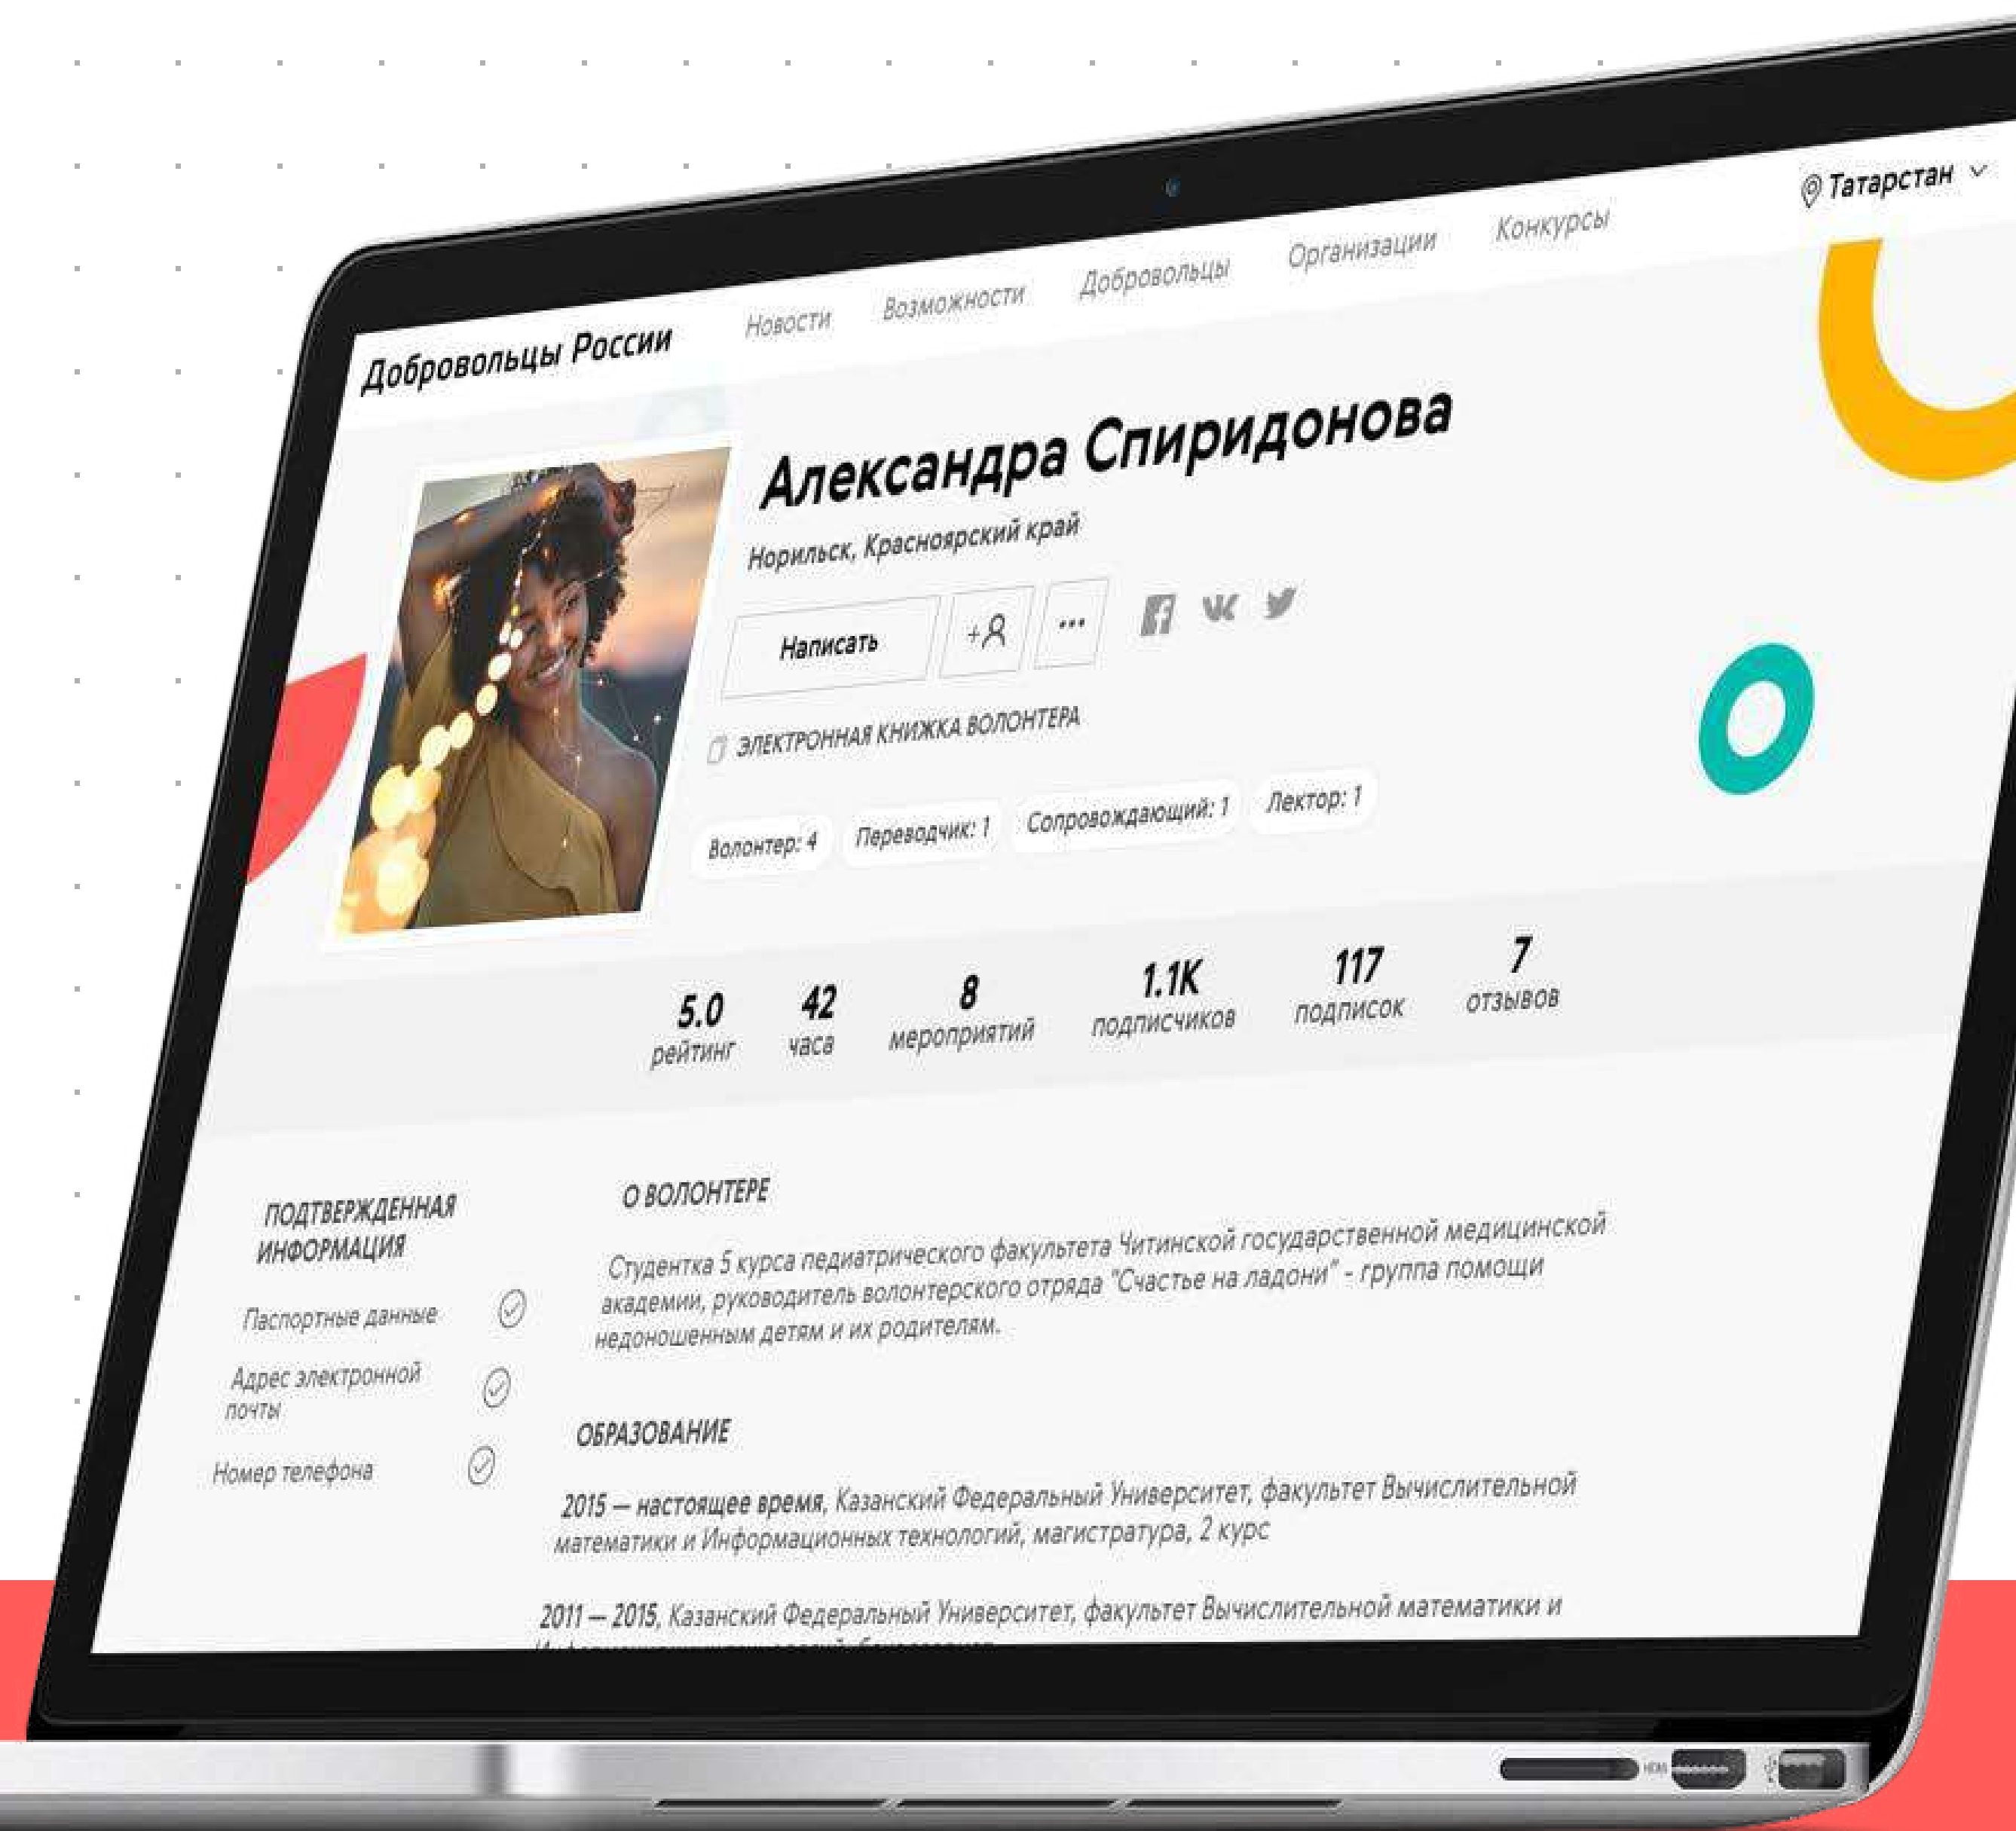 Добровольцы России
Новости
Возможности
Добровольцы
Организации
Конкурсы
Татарстан
Александра Спиридонова
Норильск, Красноярский край
Написать
ЭЛЕКТРОННАЯ КНИЖКА ВОЛОНТЕРА
Волонтер: 4
Переводчик: 1
Сопровождающий: 1
Лектор: 1
5.0
рейтинг
42
часа
8
мероприятий
1.1K
подписчиков
117
подписок
7
отзывов
ПОДТВЕРЖДЕННАЯ
ИНФОРМАЦИЯ
Паспортные данные
Адрес электронной
почты
Номер телефона
О ВОЛОНТЕРЕ
Студентка 5 курса педиатрического факультета Читинской государственной медицинской
академии, руководитель волонтерского отряда "Счастье на ладони" - группа помощи
недоношенным детям и их родителям.
ОБРАЗОВАНИЕ
2015 — настоящее время, Казанский Федеральный Университет, факультет Вычислительной
математики и Информационных технологий, магистратура, 2 курс
2011 — 2015, Казанский Федеральный Университет, факультет Вычислительной математики и
HDMI